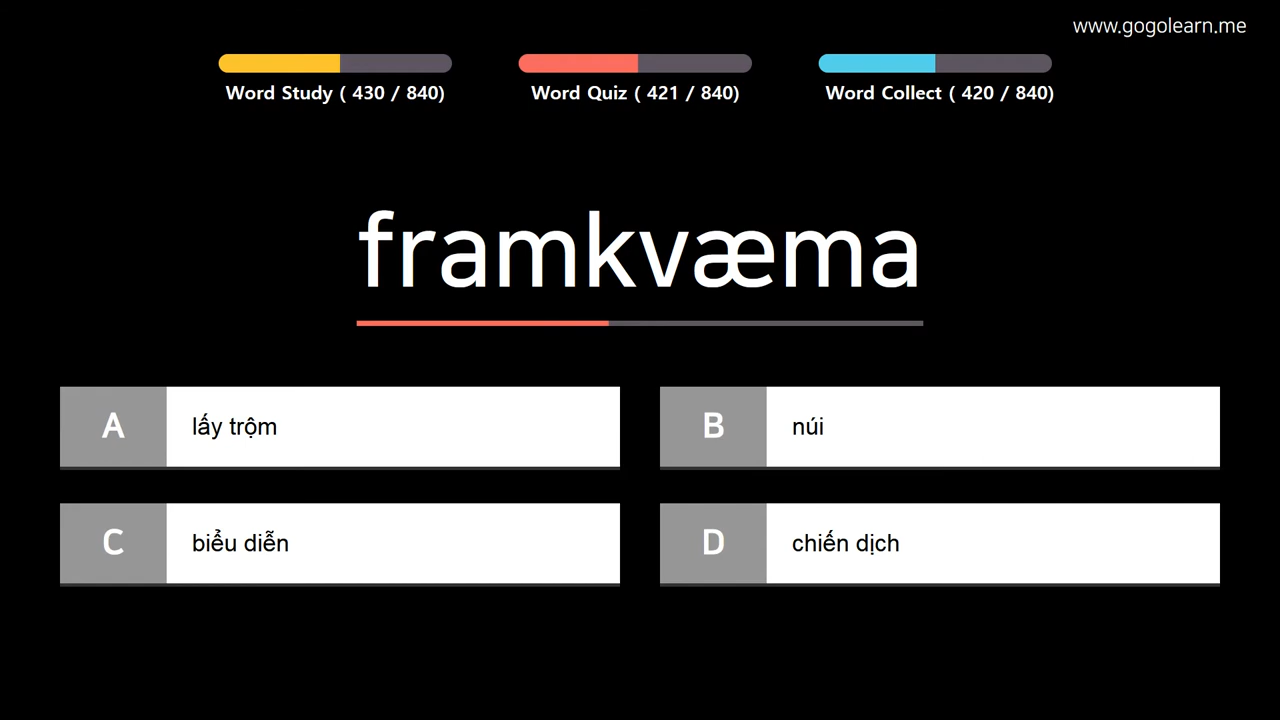 www.gogolearn.me
Word Study ( 430 / 840)
Word Quiz ( 421 / 840)
Word Collect ( 420 / 840)
framkvæma
A
lấy trộm
B
núi
C
biểu diễn
D
chiến dịch